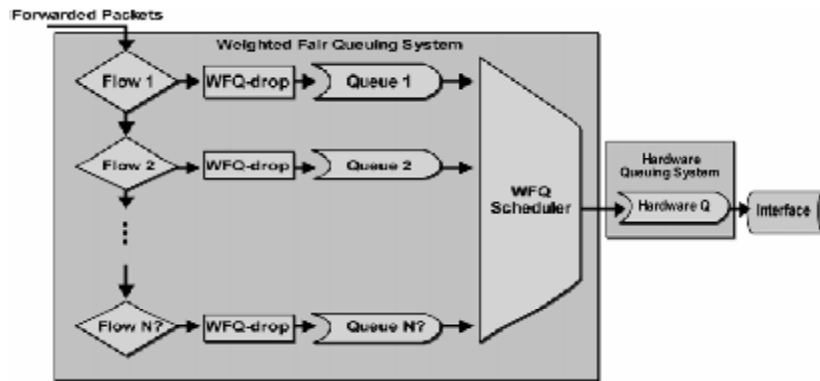 Forwarded Packets
Weighted Fair Queuing System
Flow 1
WFQ-drop
Queue 1
Flow 2
WFQ-drop
Queue 2
WFQ
Scheduler
Hardware
Queuing System
Hardware Q
Interface
Flow N?
WFQ-drop
Queue N?